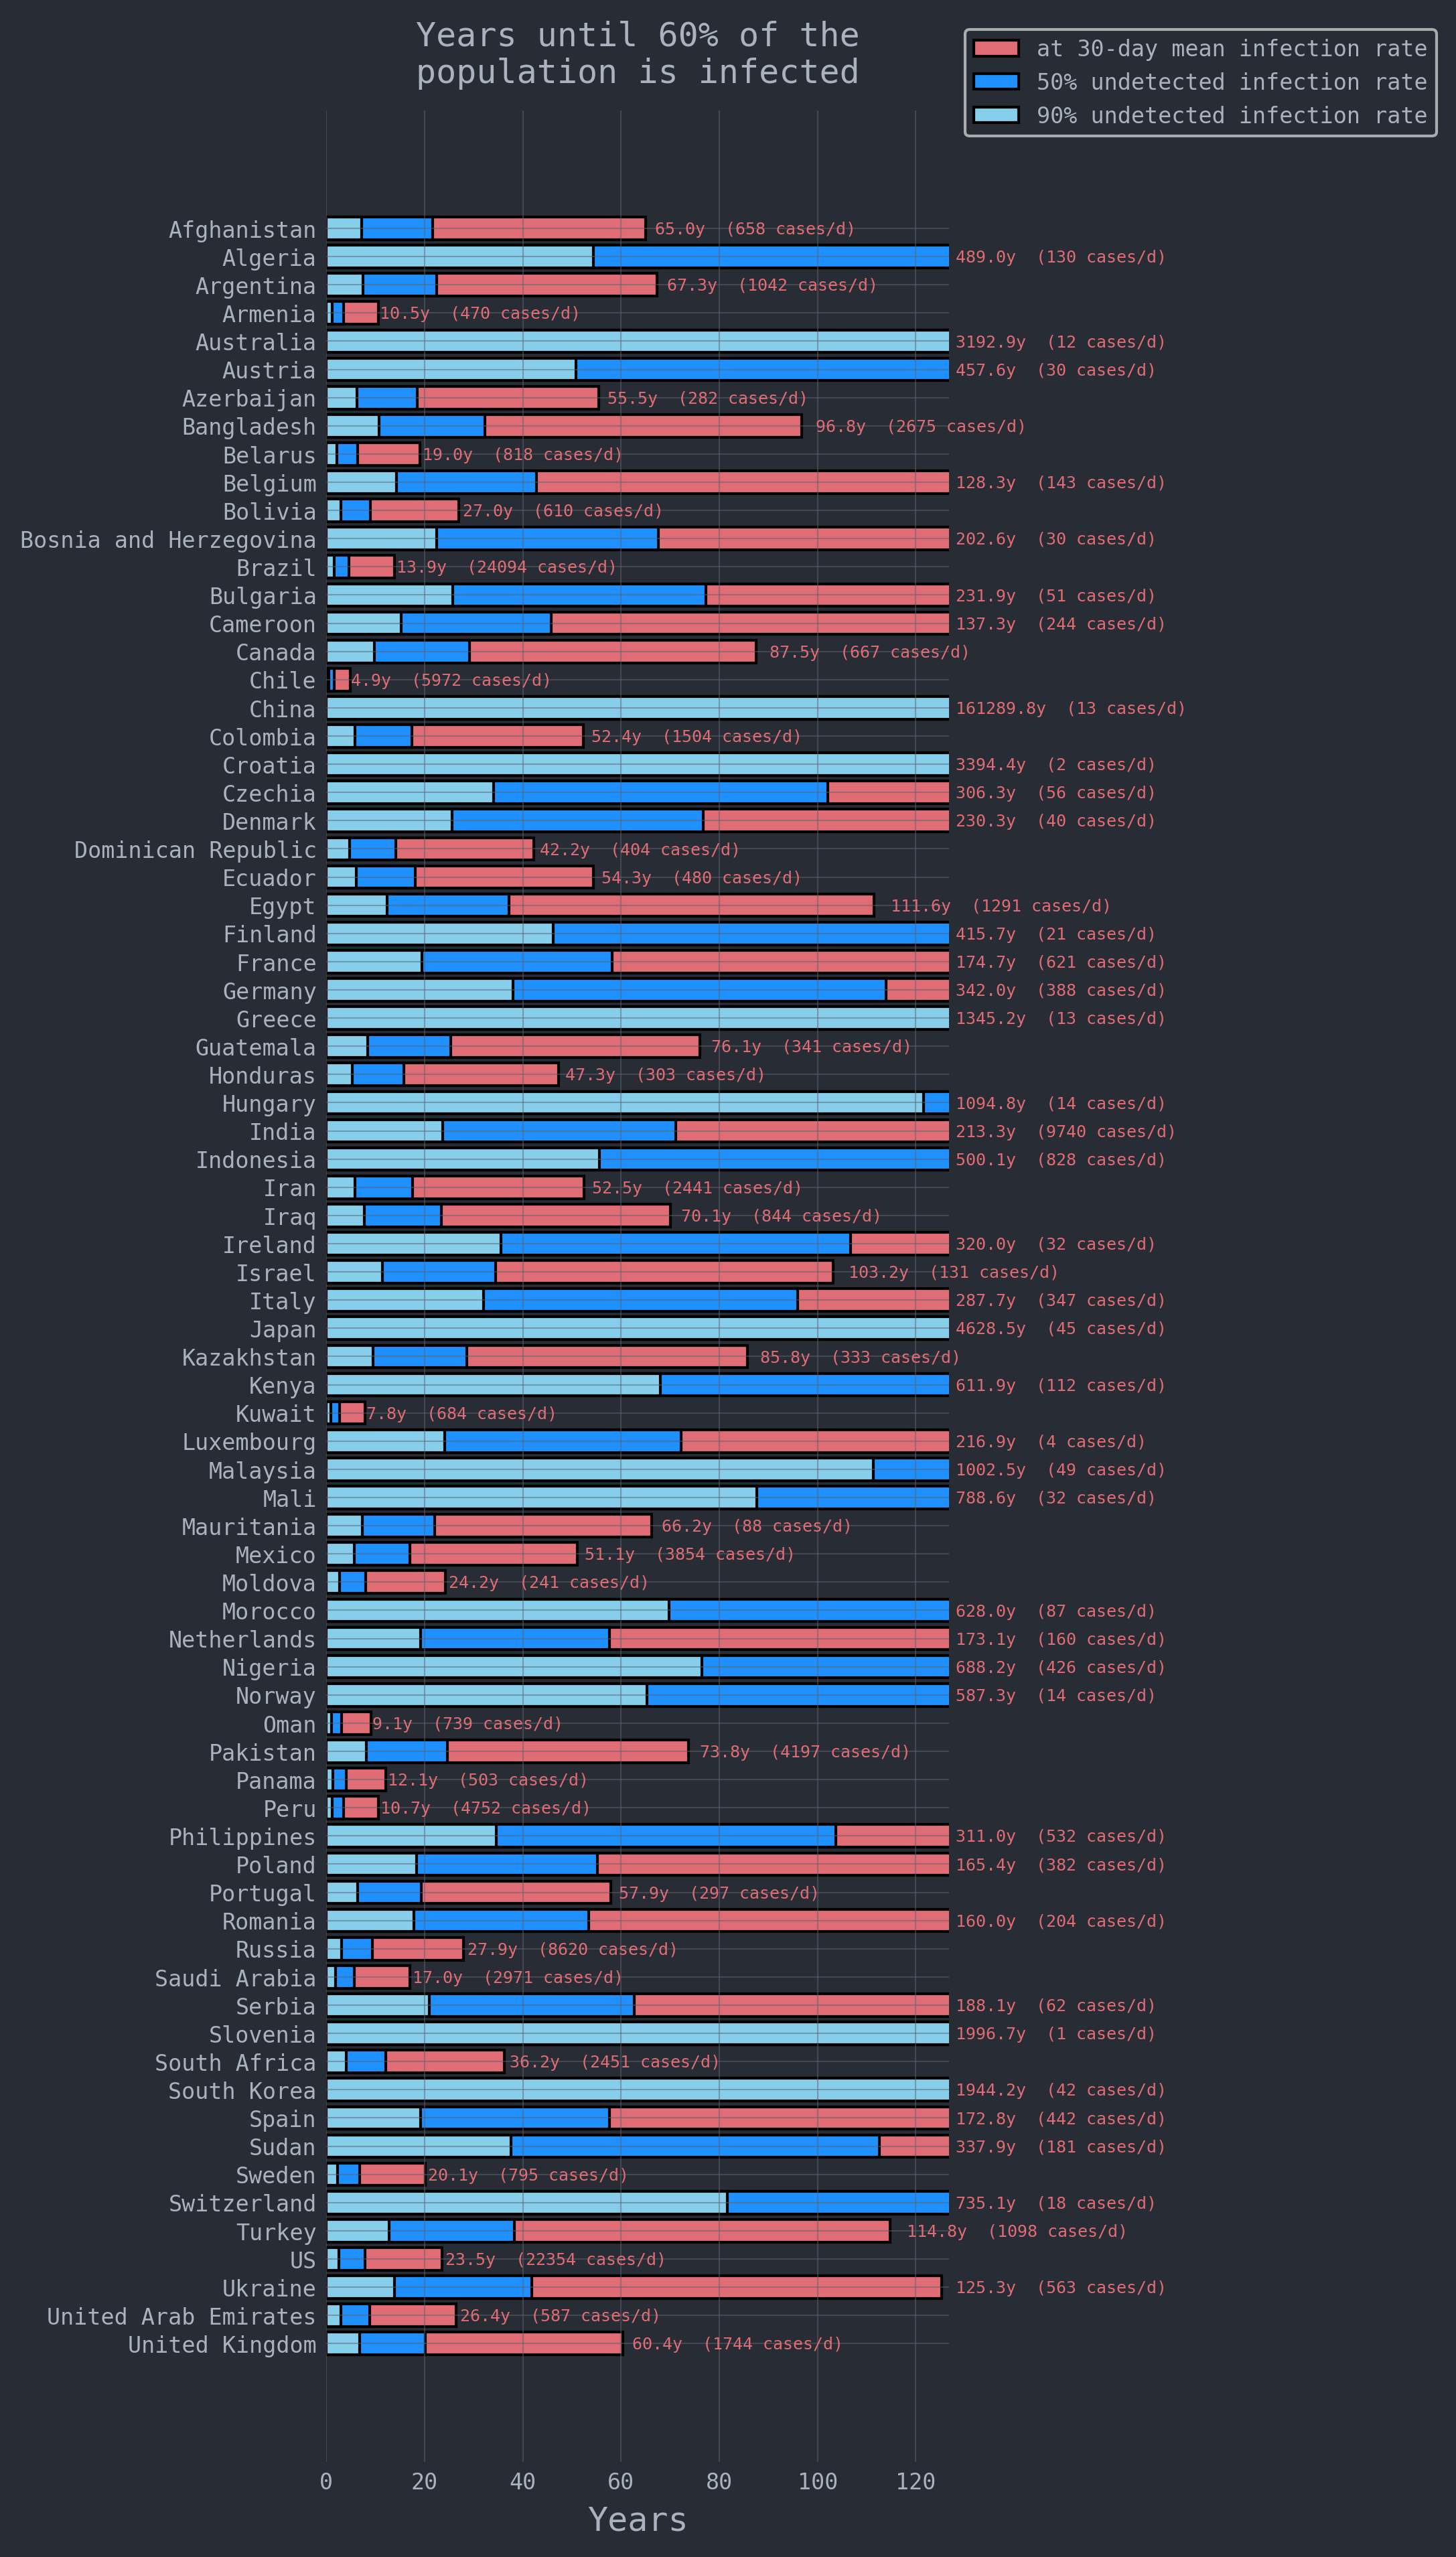 Years until 60% of the
population is infected
at 30-day mean infection rate
50% undetected infection rate
90% undetected infection rate
Afghanistan 65.0y (658 cases/d)
Algeria 489.0y (130 cases/d)
Argentina 67.3y (1042 cases/d)
Armenia 10.5y (470 cases/d)
Australia 3192.9y (12 cases/d)
Austria 457.6y (30 cases/d)
Azerbaijan 55.5y (282 cases/d)
Bangladesh 96.8y (2675 cases/d)
Belarus 19.0y (818 cases/d)
Belgium 128.3y (143 cases/d)
Bolivia 27.0y (610 cases/d)
Bosnia and Herzegovina 202.6y (30 cases/d)
Brazil 13.9y (24094 cases/d)
Bulgaria 231.9y (51 cases/d)
Cameroon 137.3y (244 cases/d)
Canada 87.5y (667 cases/d)
Chile 4.9y (5972 cases/d)
China 161289.8y (13 cases/d)
Colombia 52.4y (1504 cases/d)
Croatia 3394.4y (2 cases/d)
Czechia 306.3y (56 cases/d)
Denmark 230.3y (40 cases/d)
Dominican Republic 42.2y (404 cases/d)
Ecuador 54.3y (480 cases/d)
Egypt 111.6y (1291 cases/d)
Finland 415.7y (21 cases/d)
France 174.7y (621 cases/d)
Germany 342.0y (388 cases/d)
Greece 1345.2y (13 cases/d)
Guatemala 76.1y (341 cases/d)
Honduras 47.3y (303 cases/d)
Hungary 1094.8y (14 cases/d)
India 213.3y (9740 cases/d)
Indonesia 500.1y (828 cases/d)
Iran 52.5y (2441 cases/d)
Iraq 70.1y (844 cases/d)
Ireland 320.0y (32 cases/d)
Israel 103.2y (131 cases/d)
Italy 287.7y (347 cases/d)
Japan 4628.5y (45 cases/d)
Kazakhstan 85.8y (333 cases/d)
Kenya 611.9y (112 cases/d)
Kuwait 7.8y (684 cases/d)
Luxembourg 216.9y (4 cases/d)
Malaysia 1002.5y (49 cases/d)
Mali 788.6y (32 cases/d)
Mauritania 66.2y (88 cases/d)
Mexico 51.1y (3854 cases/d)
Moldova 24.2y (241 cases/d)
Morocco 628.0y (87 cases/d)
Netherlands 173.1y (160 cases/d)
Nigeria 688.2y (426 cases/d)
Norway 587.3y (14 cases/d)
Oman 9.1y (739 cases/d)
Pakistan 73.8y (4197 cases/d)
Panama 12.1y (503 cases/d)
Peru 10.7y (4752 cases/d)
Philippines 311.0y (532 cases/d)
Poland 165.4y (382 cases/d)
Portugal 57.9y (297 cases/d)
Romania 160.0y (204 cases/d)
Russia 27.9y (8620 cases/d)
Saudi Arabia 17.0y (2971 cases/d)
Serbia 188.1y (62 cases/d)
Slovenia 1996.7y (1 cases/d)
South Africa 36.2y (2451 cases/d)
South Korea 1944.2y (42 cases/d)
Spain 172.8y (442 cases/d)
Sudan 337.9y (181 cases/d)
Sweden 20.1y (795 cases/d)
Switzerland 735.1y (18 cases/d)
Turkey 114.8y (1098 cases/d)
US 23.5y (22354 cases/d)
Ukraine 125.3y (563 cases/d)
United Arab Emirates 26.4y (587 cases/d)
United Kingdom 60.4y (1744 cases/d)
0 20 40 60 80 100 120
Years